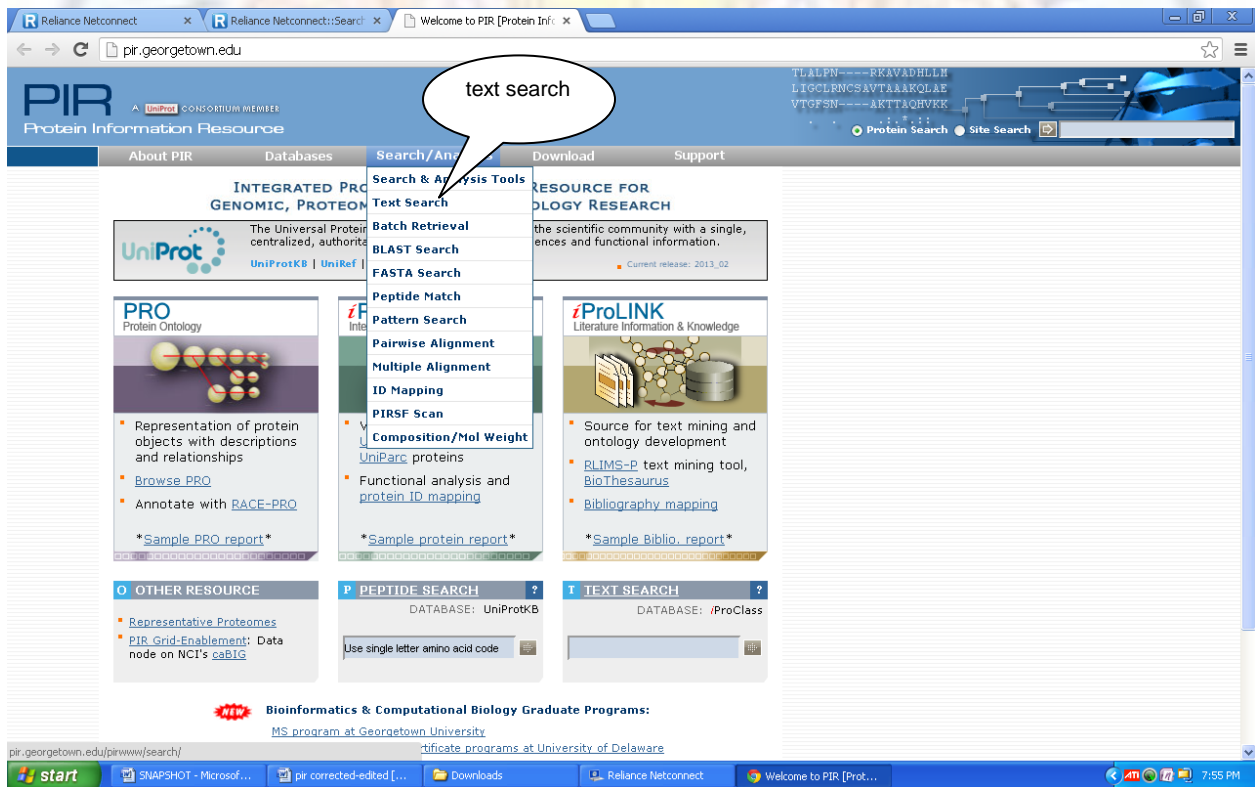 Reliance Netconnect
Reliance Netconnect::Search
Welcome to PIR [Protein Info
pir.georgetown.edu
text search
PIR
A UniProt CONSORTIUM MEMBER
Protein Information Resource
TLALPN----RKAVADHLLM
LIGCLRNCSAVTAAAKQLAE
VTGFSN----AKTTAQHVKK
Protein Search Site Search
About PIR Databases Search/Analysis Download Support
INTEGRATED RESOURCE FOR
GENOMIC, RESEARCH
UniProt
The Universal Protein the scientific community with a single,
centralized, and functional information.
UniProtKB | UniRef |
Current release: 2013_02
Search & Analysis Tools
Text Search
Batch Retrieval
BLAST Search
FASTA Search
Peptide Match
Pattern Search
Pairwise Alignment
Multiple Alignment
ID Mapping
PIRSF Scan
Composition/Mol Weight
PRO
Protein Ontology
Representation of protein
objects with descriptions
and relationships
Browse PRO
Annotate with RACE-PRO
*Sample PRO report*
UniParc proteins
Functional analysis and
protein ID mapping
*Sample protein report*
iProLINK
Literature Information & Knowledge
Source for text mining and
ontology development
RLIMS-P text mining tool,
BioThesaurus
Bibliography mapping
*Sample Biblio. report*
O OTHER RESOURCE
Representative Proteomes
PIR Grid-Enablement: Data
node on NCI's caBIG
P PEPTIDE SEARCH ?
DATABASE: UniProtKB
Use single letter amino acid code
T TEXT SEARCH ?
DATABASE: iProClass
NEW Bioinformatics & Computational Biology Graduate Programs:
MS program at Georgetown University
programs at University of Delaware
pir.georgetown.edu/pirwww/search/
start
SNAPSHOT - Microsof...
pir corrected-edited [...
Downloads
Reliance Netconnect
Welcome to PIR [Prot...
7:55 PM